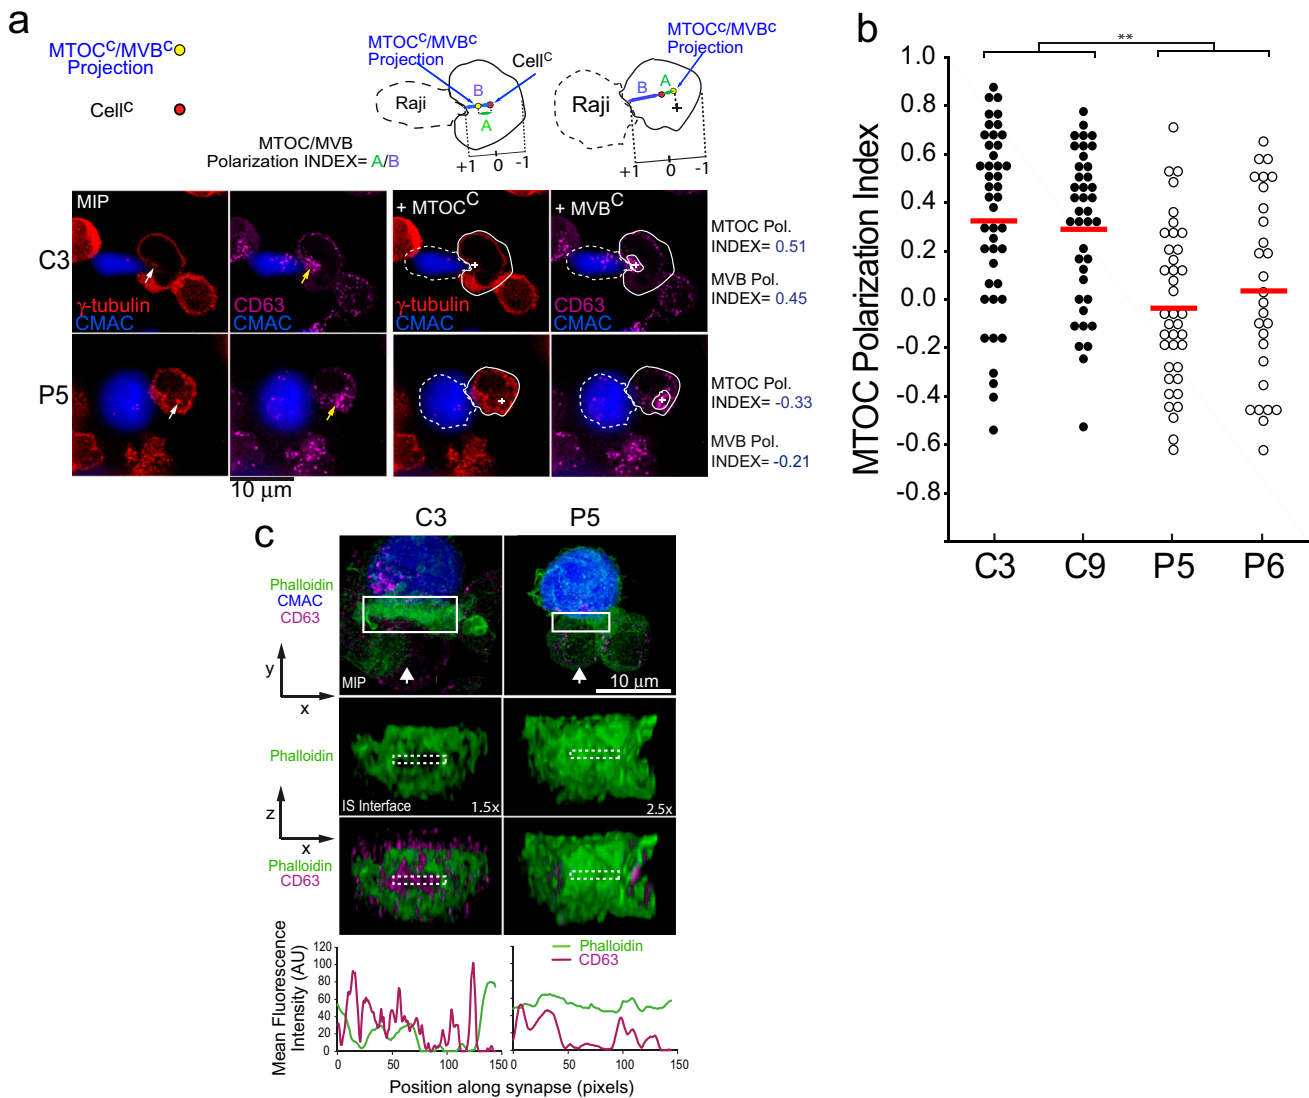 a
MTOCᶜ/MVBᶜ
Projection
Cellᶜ
MTOC/MVB
Polarization INDEX= A/B
MTOCᶜ/MVBᶜ
Projection
Cellᶜ
Raji
B
A
+1
0
-1
MTOCᶜ/MVBᶜ
Projection
Raji
B
A
+1
0
-1
MIP
+ MTOCᶜ
+ MVBᶜ
C3
γ-tubulin
CMAC
CD63
CMAC
γ-tubulin
CMAC
CD63
CMAC
MTOC Pol.
INDEX= 0.51
MVB Pol.
INDEX= 0.45
P5
MTOC Pol.
INDEX= -0.33
MVB Pol.
INDEX= -0.21
10 μm
b
**
MTOC Polarization Index
1.0
0.8
0.6
0.4
0.2
0.0
-0.2
-0.4
-0.6
-0.8
C3
C9
P5
P6
c
C3
P5
Phalloidin
CMAC
CD63
y
x
MIP
10 μm
Phalloidin
z
x
IS Interface
1.5x
2.5x
Phalloidin
CD63
Mean Fluorescence
Intensity (AU)
120
100
80
60
40
20
0
0
50
100
150
Phalloidin
CD63
0
50
100
150
Position along synapse (pixels)